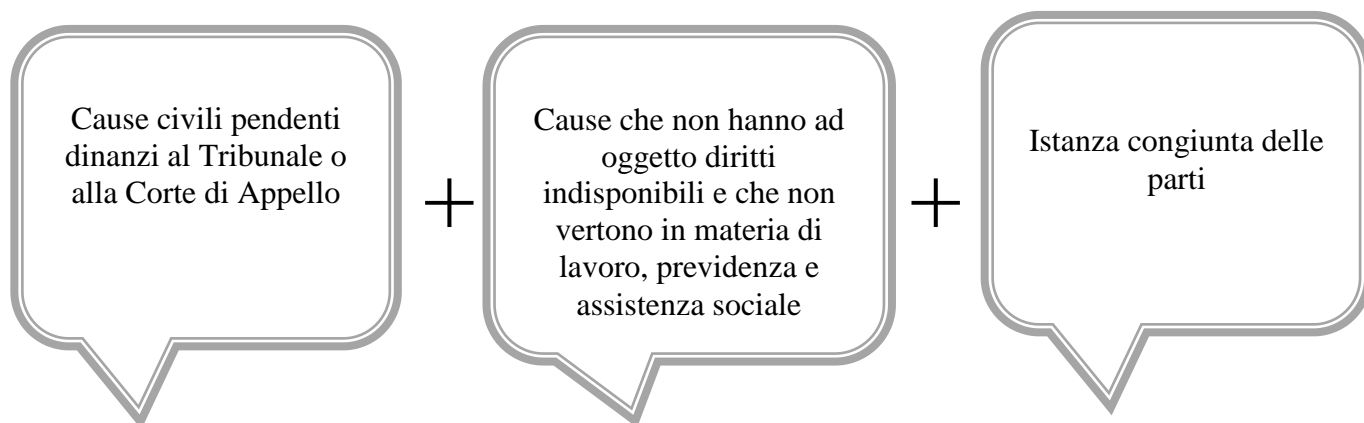 Cause civili pendenti
dinanzi al Tribunale o
alla Corte di Appello
+
Cause che non hanno ad
oggetto diritti
indisponibili e che non
vertono in materia di
lavoro, previdenza e
assistenza sociale
+
Istanza congiunta delle
parti